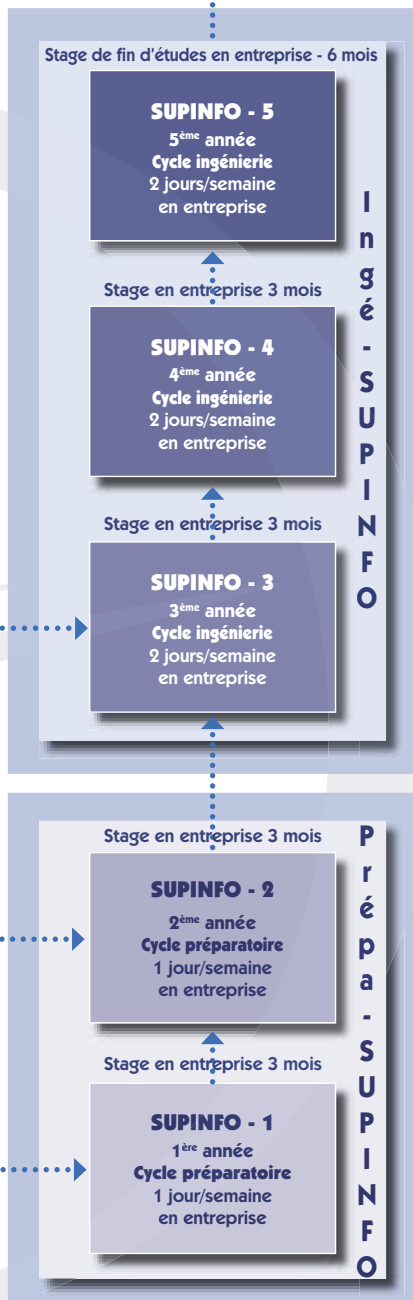 Stage de fin d'études en entreprise - 6 mois
SUPINFO - 5
5ème année
Cycle ingénierie
2 jours/semaine
en entreprise
Stage en entreprise 3 mois
SUPINFO - 4
4ème année
Cycle ingénierie
2 jours/semaine
en entreprise
Stage en entreprise 3 mois
SUPINFO - 3
3ème année
Cycle ingénierie
2 jours/semaine
en entreprise
Ingé-SUPINFO
Stage en entreprise 3 mois
SUPINFO - 2
2ème année
Cycle préparatoire
1 jour/semaine
en entreprise
Stage en entreprise 3 mois
SUPINFO - 1
1ère année
Cycle préparatoire
1 jour/semaine
en entreprise
Prépa-SUPINFO